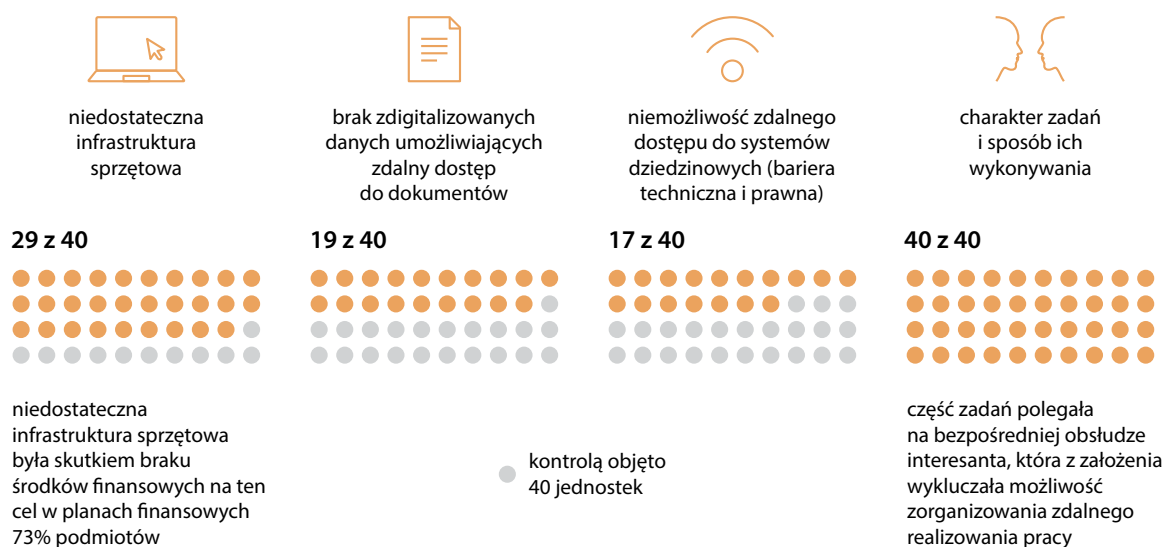 niedostateczna
infrastruktura
sprzętowa
brak zdigitalizowanych
danych umożliwiających
zdalny dostęp
do dokumentów
niemożliwość zdalnego
dostępu do systemów
dziedzinowych (bariera
techniczna i prawna)
charakter zadań
i sposób ich
wykonywania
29 z 40
19 z 40
17 z 40
40 z 40
niedostateczna
infrastruktura sprzętowa
była skutkiem braku
środków finansowych na ten
cel w planach finansowych
73% podmiotów
kontrolą objęto
40 jednostek
część zadań polegała
na bezpośredniej obsłudze
interesanta, która z założenia
wykluczała możliwość
zorganizowania zdalnego
realizowania pracy